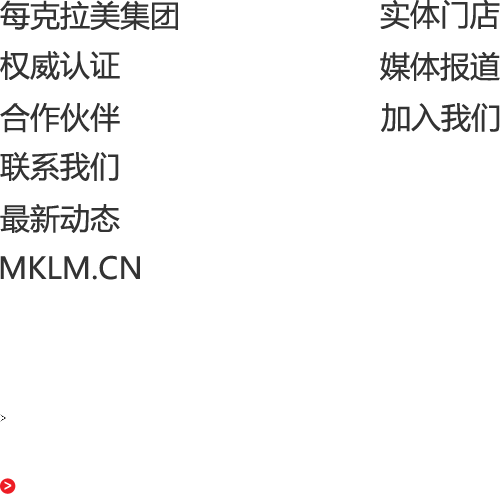 每克拉美集团
权威认证
合作伙伴
联系我们
最新动态
MKLM.CN
实体门店
媒体报道
加入我们
>
>